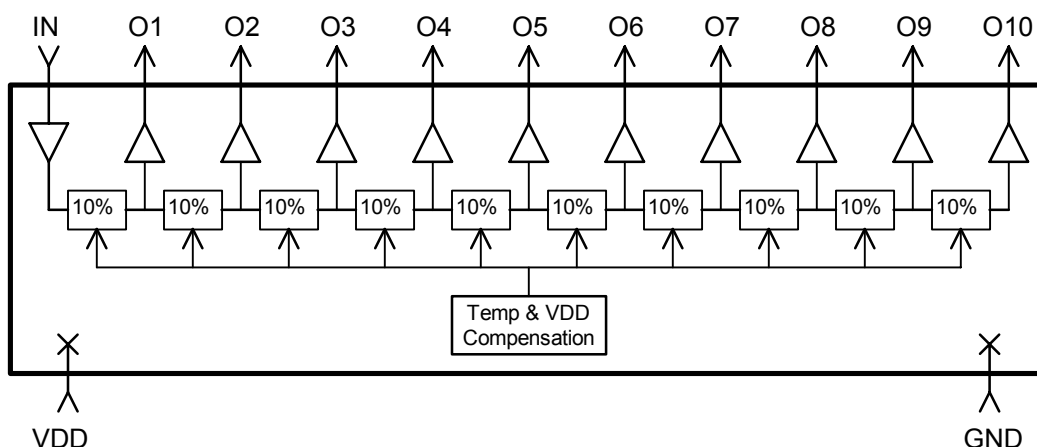 IN O1 O2 O3 O4 O5 O6 O7 O8 O9 O10
10% 10% 10% 10% 10% 10% 10% 10% 10% 10%
Temp & VDD
Compensation
VDD GND